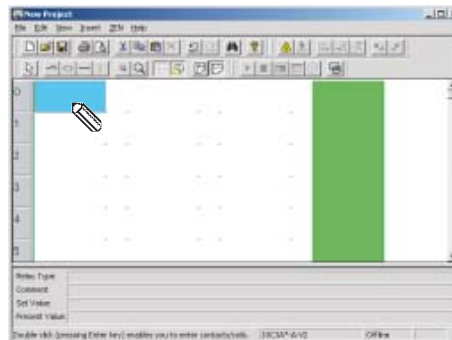 New Project
File Edit View Insert ZEN Help
0
1
2
3
4
5
Relay Type
Comment
Set Value
Present Value
Double click (pressing Enter key) enables you to enter contacts/coils.
Offline